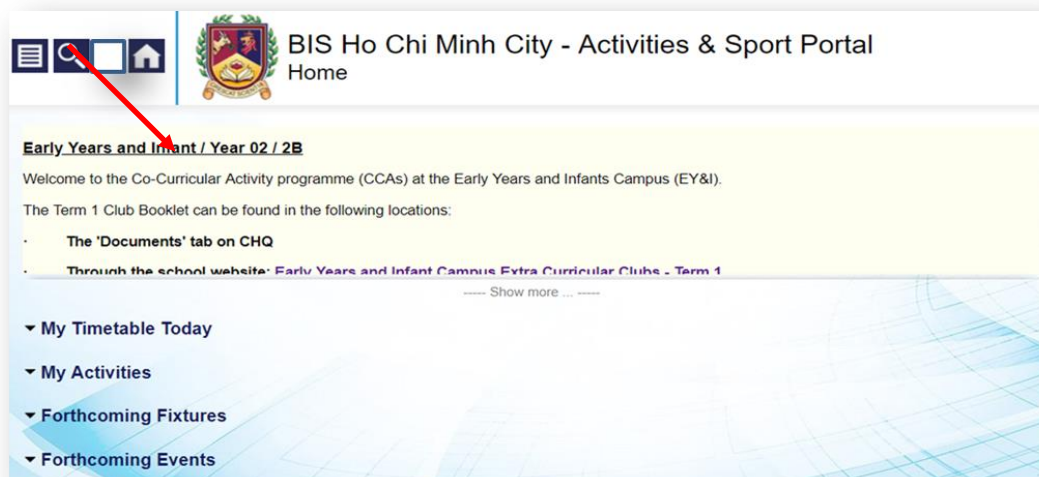 BIS Ho Chi Minh City - Activities & Sport Portal
Home
Early Years and Infant / Year 02 / 2B
Welcome to the Co-Curricular Activity programme (CCAs) at the Early Years and Infants Campus (EY&I).
The Term 1 Club Booklet can be found in the following locations:
· The 'Documents' tab on CHQ
· Through the school website: Early Years and Infant Campus Extra Curricular Clubs - Term 1
----- Show more ... -----
My Timetable Today
My Activities
Forthcoming Fixtures
Forthcoming Events